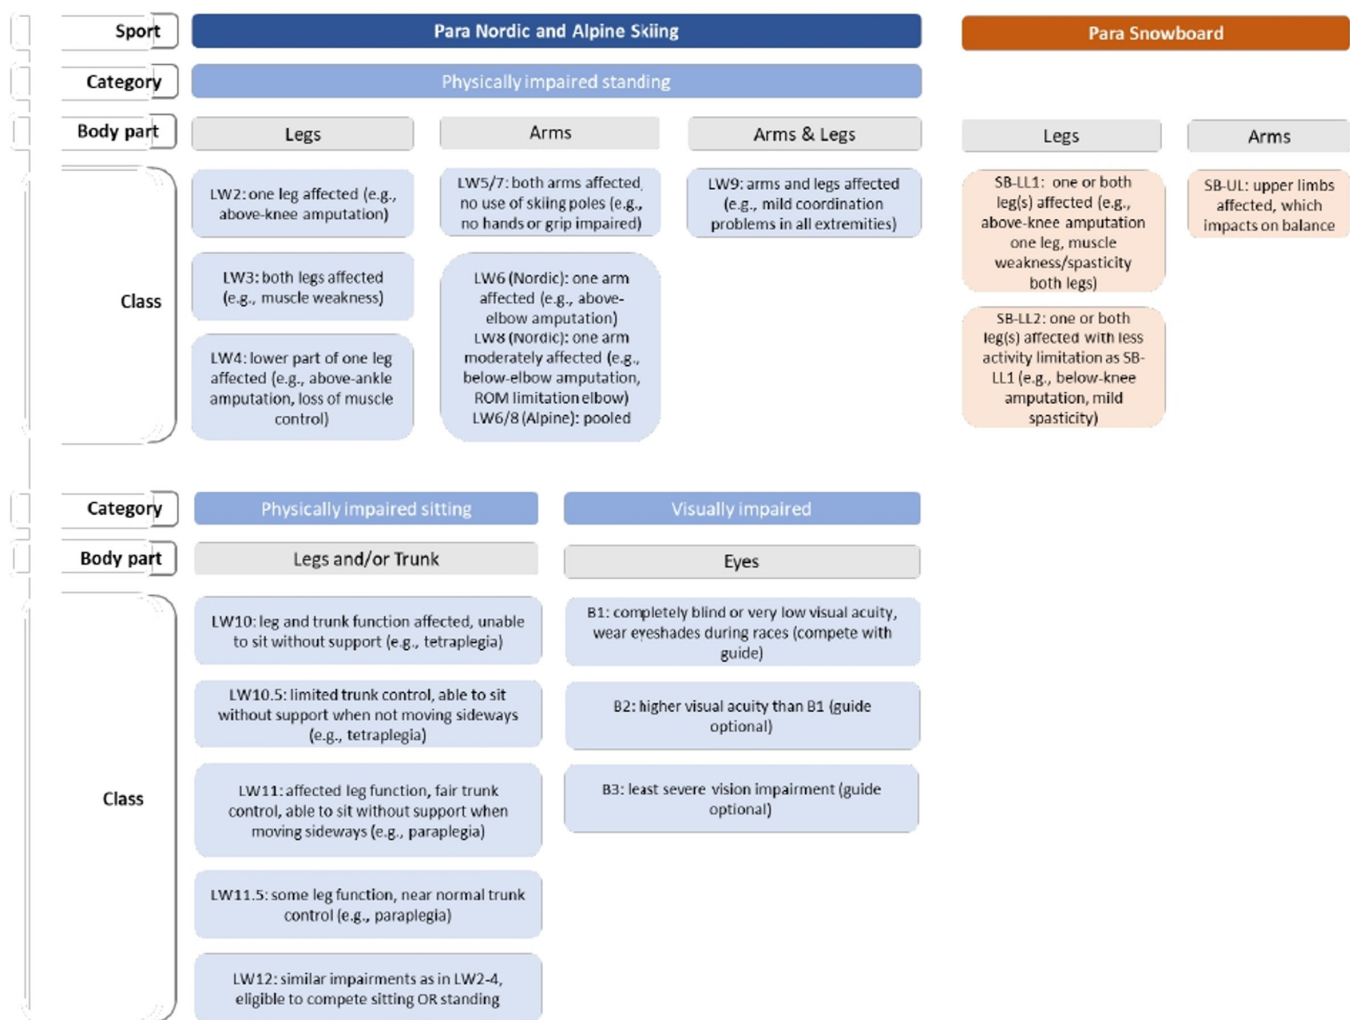 Sport
Para Nordic and Alpine Skiing
Para Snowboard
Category
Physically impaired standing
Body part
Legs
Arms
Arms & Legs
Legs
Arms
Class
LW2: one leg affected (e.g.,
above-knee amputation)
LW3: both legs affected
(e.g., muscle weakness)
LW4: lower part of one leg
affected (e.g., above-ankle
amputation, loss of muscle
control)
LW5/7: both arms affected,
no use of skiing poles (e.g.,
no hands or grip impaired)
LW6 (Nordic): one arm
affected (e.g., above-
elbow amputation)
LW8 (Nordic): one arm
moderately affected (e.g.,
below-elbow amputation,
ROM limitation elbow)
LW6/8 (Alpine): pooled
LW9: arms and legs affected
(e.g., mild coordination
problems in all extremities)
SB-LL1: one or both
leg(s) affected (e.g.,
above-knee amputation
one leg, muscle
weakness/spasticity
both legs)
SB-LL2: one or both
leg(s) affected with less
activity limitation as SB-
LL1 (e.g., below-knee
amputation, mild
spasticity)
SB-UL: upper limbs
affected, which
impacts on balance
Category
Physically impaired sitting
Visually impaired
Body part
Legs and/or Trunk
Eyes
Class
LW10: leg and trunk function affected, unable
to sit without support (e.g., tetraplegia)
LW10.5: limited trunk control, able to sit
without support when not moving sideways
(e.g., tetraplegia)
LW11: affected leg function, fair trunk
control, able to sit without support when
moving sideways (e.g., paraplegia)
LW11.5: some leg function, near normal trunk
control (e.g., paraplegia)
LW12: similar impairments as in LW2-4,
eligible to compete sitting OR standing
B1: completely blind or very low visual acuity,
wear eyeshades during races (compete with
guide)
B2: higher visual acuity than B1 (guide
optional)
B3: least severe vision impairment (guide
optional)